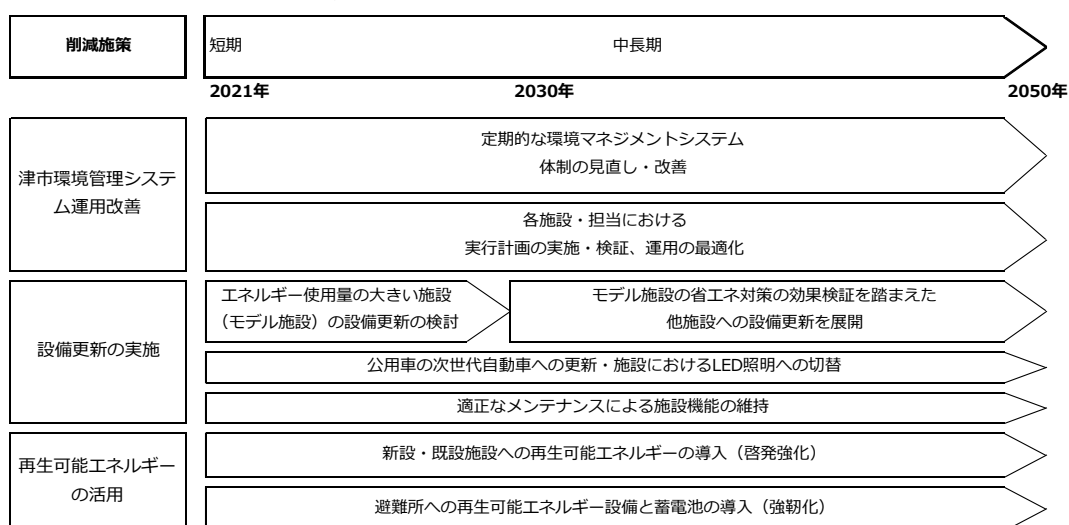 削減施策
短期
中長期
2021年
2030年
2050年
津市環境管理システ
ム運用改善
定期的な環境マネジメントシステム
体制の見直し・改善
各施設・担当における
実行計画の実施・検証、運用の最適化
設備更新の実施
エネルギー使用量の大きい施設
（モデル施設）の設備更新の検討
モデル施設の省エネ対策の効果検証を踏まえた
他施設への設備更新を展開
公用車の次世代自動車への更新・施設におけるLED照明への切替
適正なメンテナンスによる施設機能の維持
再生可能エネルギー
の活用
新設・既設施設への再生可能エネルギーの導入（啓発強化）
避難所への再生可能エネルギー設備と蓄電池の導入（強靭化）